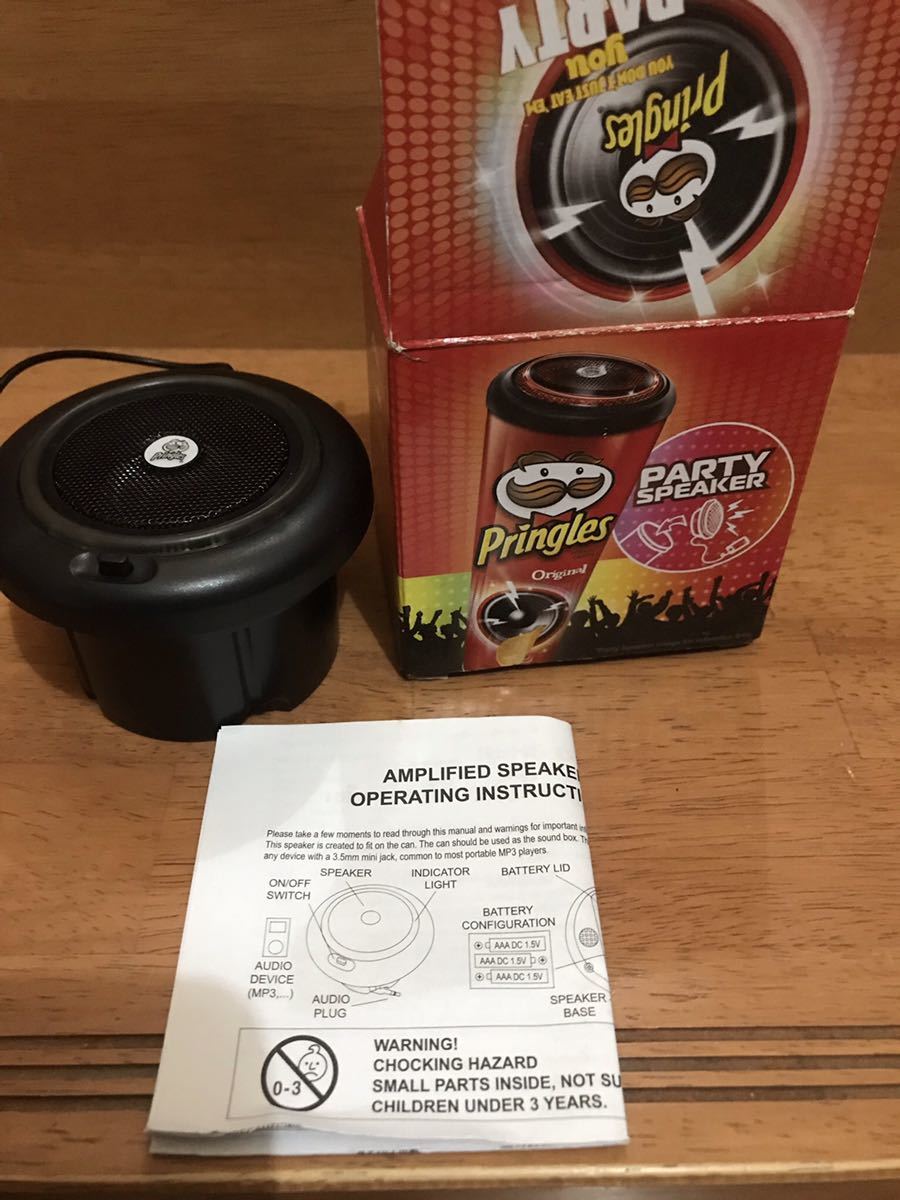 PARTY
you
YOU DON'T JUST EAT 'EM
Pringles
Pringles
PARTY
SPEAKER
Pringles
Original
AMPLIFIED SPEAKE
OPERATING INSTRUCTI
Please take a few moments to read through this manual and warnings for important
This speaker is created to fit on the can. The can should be used as the sound box.
any device with a 3.5mm mini jack, common to most portable MP3 players.
SPEAKER
INDICATOR
LIGHT
BATTERY LID
ON/OFF
SWITCH
BATTERY
CONFIGURATION
AAA DC 1.5V
AAA DC 1.5V
AAA DC 1.5V
AUDIO
DEVICE
(MP3,...)
AUDIO
PLUG
SPEAKER
BASE
WARNING!
CHOCKING HAZARD
SMALL PARTS INSIDE, NOT SU
CHILDREN UNDER 3 YEARS.
0-3